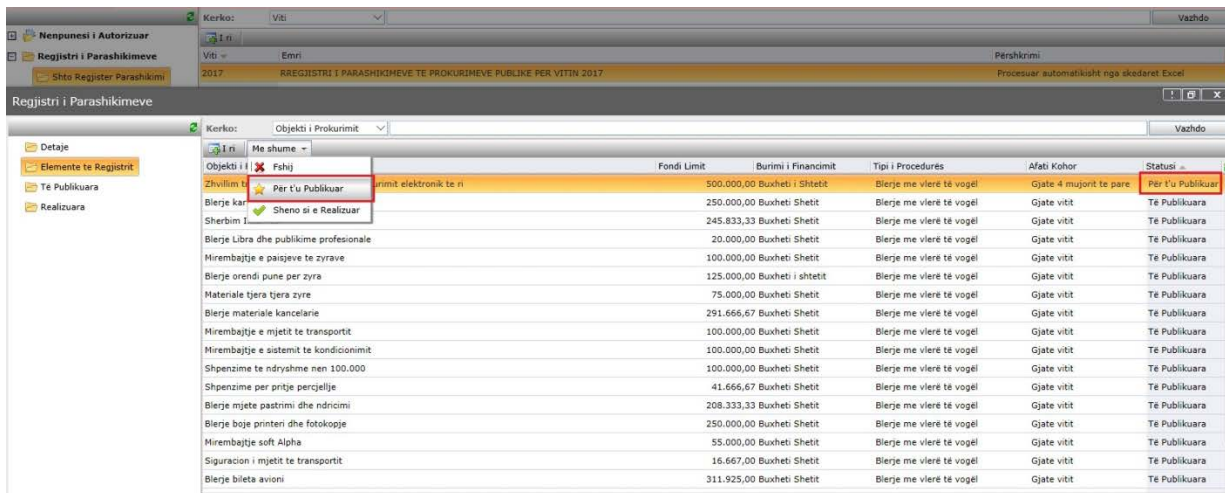 Kerko: Viti Vazhdo
Nenpunesi i Autorizuar I ri
Regjistri i Parashikimeve Viti Emri Përshkrimi
Shto Regjister Parashikimi 2017 RREGJISTRI I PARASHIKIMEVE TE PROKURIMEVE PUBLIKE PER VITIN 2017 Procesuar automatikisht nga skedaret Excel
Regjistri i Parashikimeve
Kerko: Objekti i Prokurimit Vazhdo
Detaje I ri Me shume
Elemente te Regjistrit Objekti i Fshij Fondi Limit Burimi i Financimit Tipi i Procedurës Afati Kohor Statusi
Zhvillim Për t'u Publikuar urimit elektronik te ri 500.000,00 Buxheti i Shtetit Blerje me vlerë të vogël Gjate 4 mujorit te pare Për t'u Publikuar
Të Publikuara Blerje kar 250.000,00 Buxheti Shetit Blerje me vlerë të vogël Gjate vitit Të Publikuara
Realizuara Sherbim Sheno si e Realizuar 245.833,33 Buxheti Shetit Blerje me vlerë të vogël Gjate vitit Të Publikuara
Blerje Libra dhe publikime profesionale 20.000,00 Buxheti Shetit Blerje me vlerë të vogël Gjate vitit Të Publikuara
Mirembajtje e paisjeve te zyrave 100.000,00 Buxheti Shetit Blerje me vlerë të vogël Gjate vitit Të Publikuara
Blerje orendi pune per zyra 125.000,00 Buxheti i shtetit Blerje me vlerë të vogël Gjate vitit Të Publikuara
Materiale tjera tjera zyre 75.000,00 Buxheti Shetit Blerje me vlerë të vogël Gjate vitit Të Publikuara
Blerje materiale kancelarie 291.666,67 Buxheti Shetit Blerje me vlerë të vogël Gjate vitit Të Publikuara
Mirembajtje e mjetit te transportit 100.000,00 Buxheti Shetit Blerje me vlerë të vogël Gjate vitit Të Publikuara
Mirembajtje e sistemit te kondicionimit 100.000,00 Buxheti Shetit Blerje me vlerë të vogël Gjate vitit Të Publikuara
Shpenzime te ndryshme nen 100.000 100.000,00 Buxheti Shetit Blerje me vlerë të vogël Gjate vitit Të Publikuara
Shpenzime per pritje percjellje 41.666,67 Buxheti Shetit Blerje me vlerë të vogël Gjate vitit Të Publikuara
Blerje mjete pastrimi dhe ndricimi 208.333,33 Buxheti Shetit Blerje me vlerë të vogël Gjate vitit Të Publikuara
Blerje boje printeri dhe fotokopje 250.000,00 Buxheti Shetit Blerje me vlerë të vogël Gjate vitit Të Publikuara
Mirembajtje soft Alpha 55.000,00 Buxheti Shetit Blerje me vlerë të vogël Gjate vitit Të Publikuara
Siguracion i mjetit te transportit 16.667,00 Buxheti Shetit Blerje me vlerë të vogël Gjate vitit Të Publikuara
Blerje bileta avioni 311.925,00 Buxheti Shetit Blerje me vlerë të vogël Gjate vitit Të Publikuara